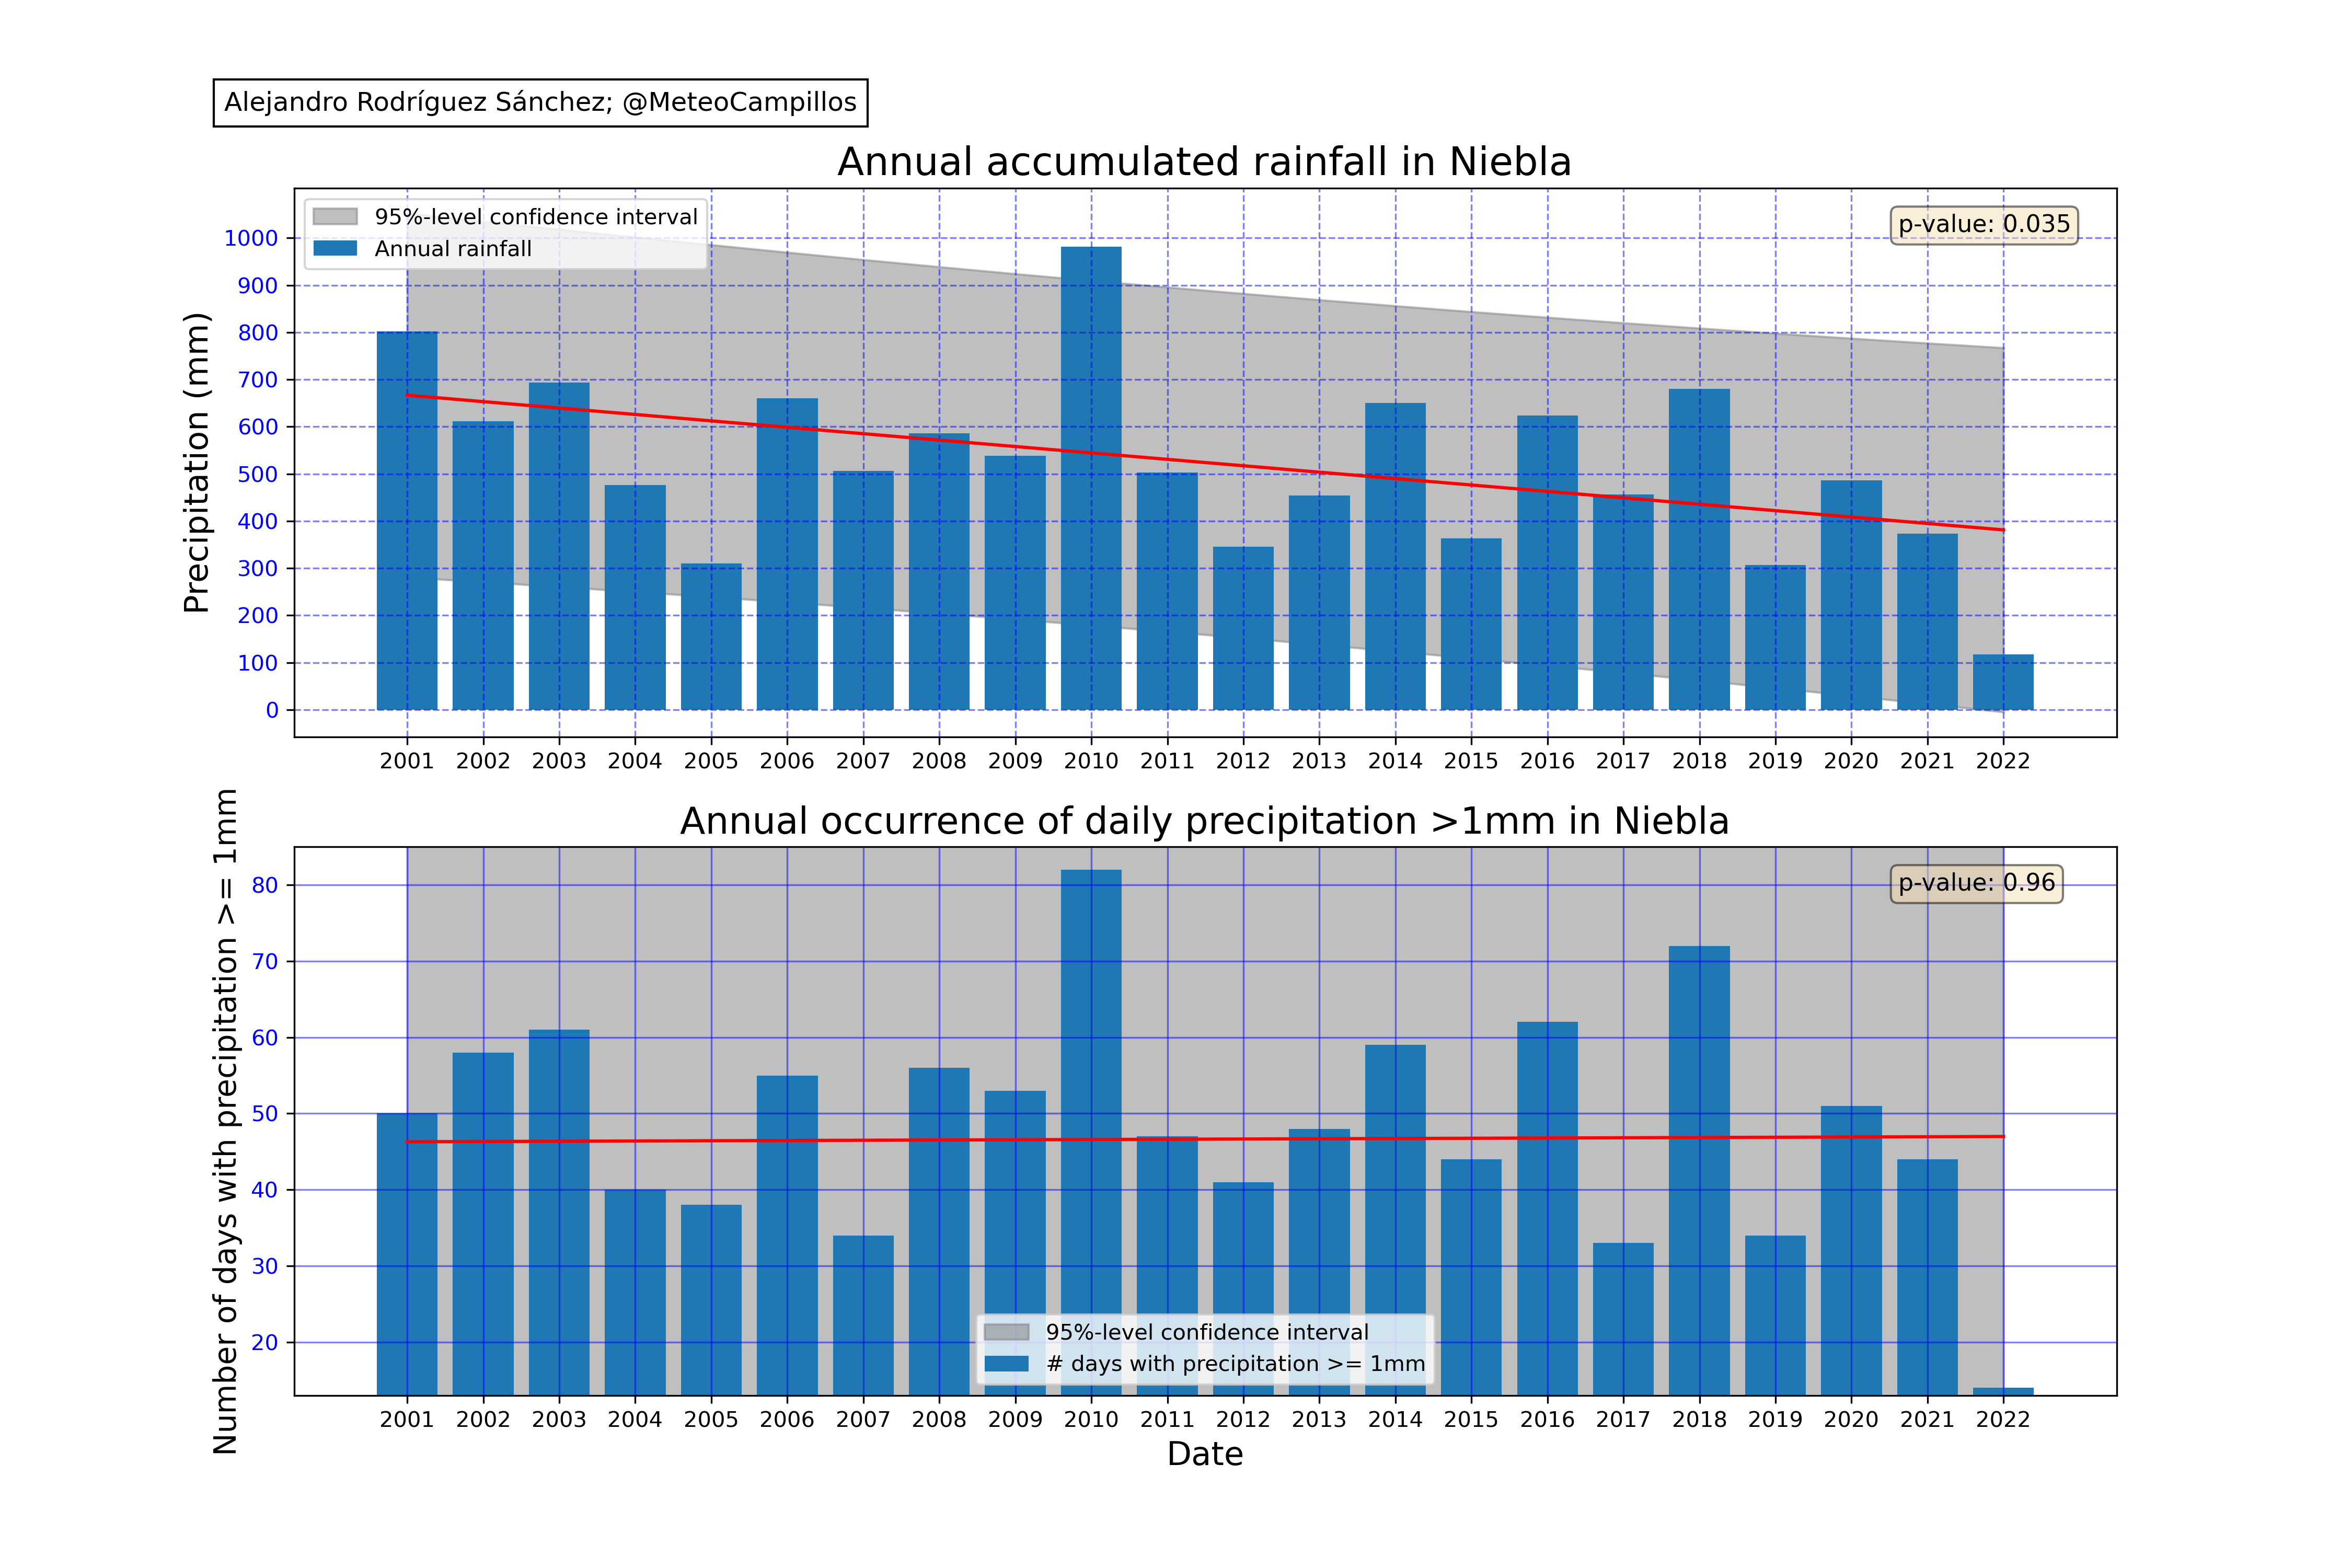 Alejandro Rodríguez Sánchez; @MeteoCampillos
Annual accumulated rainfall in Niebla
95%-level confidence interval
Annual rainfall
p-value: 0.035
Precipitation (mm)
1000
900
800
700
600
500
400
300
200
100
0
2001 2002 2003 2004 2005 2006 2007 2008 2009 2010 2011 2012 2013 2014 2015 2016 2017 2018 2019 2020 2021 2022
Annual occurrence of daily precipitation >1mm in Niebla
p-value: 0.96
Number of days with precipitation >= 1mm
80
70
60
50
40
30
20
95%-level confidence interval
# days with precipitation >= 1mm
2001 2002 2003 2004 2005 2006 2007 2008 2009 2010 2011 2012 2013 2014 2015 2016 2017 2018 2019 2020 2021 2022
Date